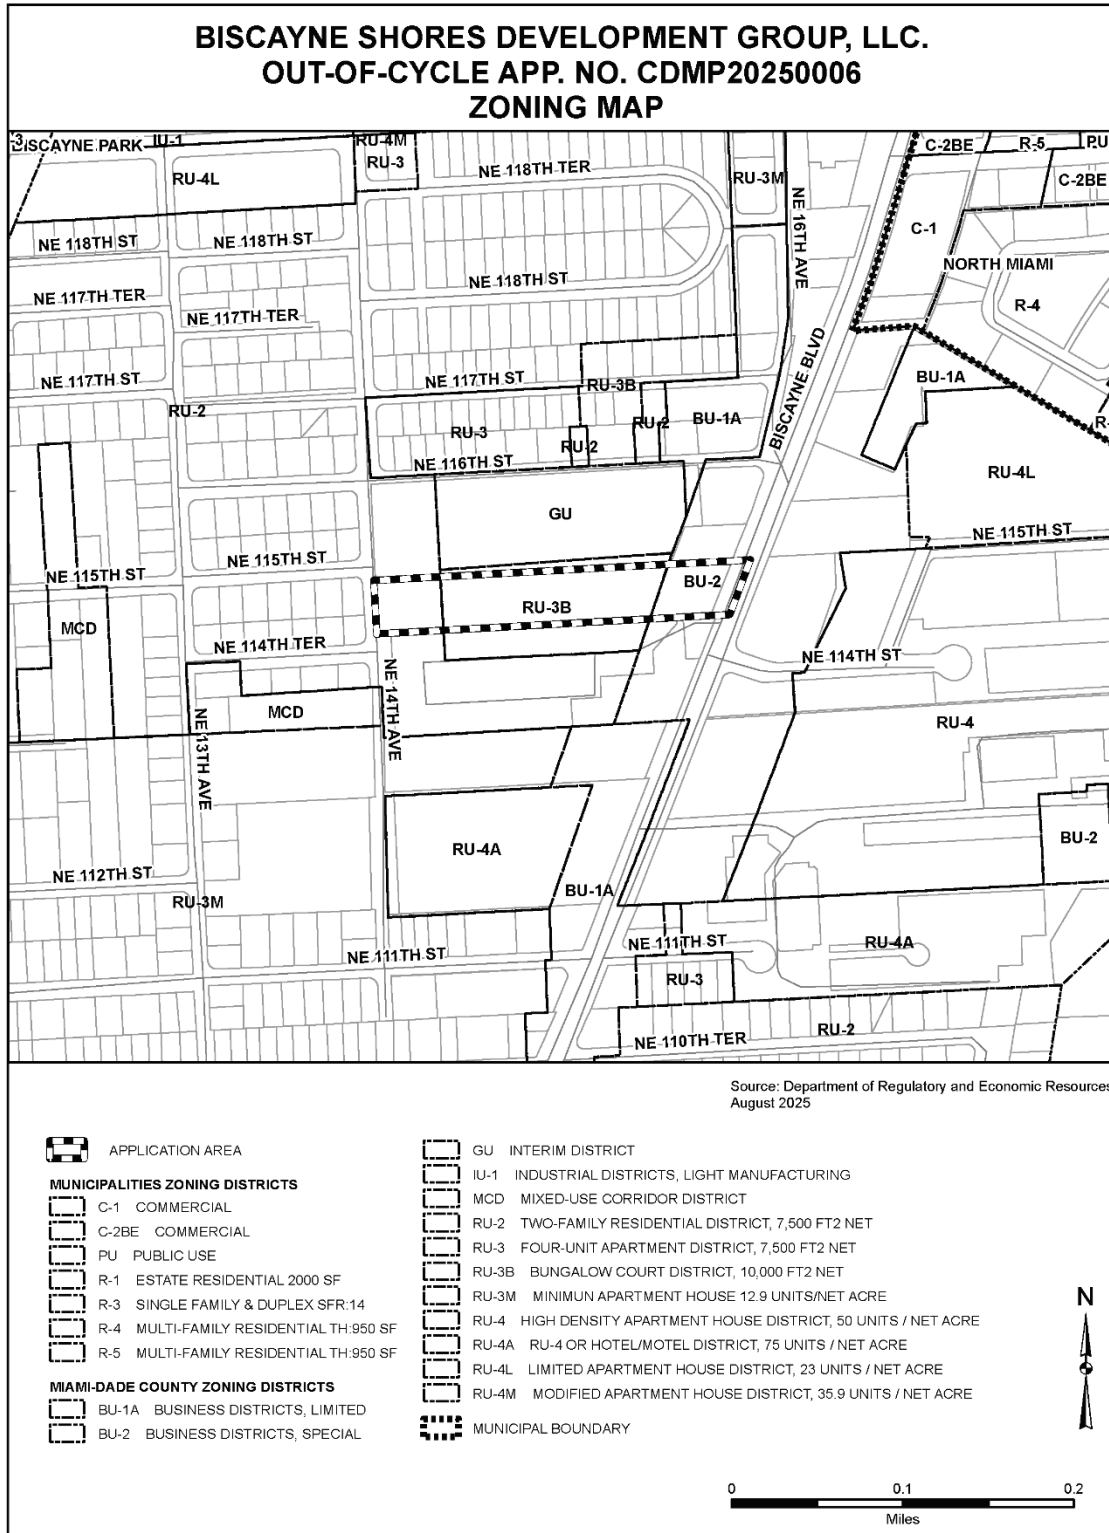 BISCAYNE SHORES DEVELOPMENT GROUP, LLC.
OUT-OF-CYCLE APP. NO. CDMP20250006
ZONING MAP
BISCAYNE PARK
IU-1
RU-4M
RU-3
RU-4L
NE 118TH TER
RU-3M
NE 16TH AVE
C-2BE
R-5
PU
C-2BE
C-1
NE 118TH ST
NE 118TH ST
NORTH MIAMI
NE 118TH ST
NE 117TH TER
NE 117TH TER
R-4
BISCAYNE BLVD
NE 117TH ST
NE 117TH ST
RU-3B
BU-1A
RU-2
RU-3
RU-2
RU-2
BU-1A
NE 116TH ST
RU-4L
GU
NE 115TH ST
NE 115TH ST
NE 115TH ST
BU-2
RU-3B
MCD
NE 114TH TER
NE 114TH ST
NE 14TH AVE
MCD
RU-4
NE 13TH AVE
BU-2
RU-4A
NE 112TH ST
BU-1A
RU-3M
NE 111TH ST
NE 111TH ST
RU-4A
RU-3
RU-2
NE 110TH TER
Source: Department of Regulatory and Economic Resources
August 2025
APPLICATION AREA
MUNICIPALITIES ZONING DISTRICTS
C-1 COMMERCIAL
C-2BE COMMERCIAL
PU PUBLIC USE
R-1 ESTATE RESIDENTIAL 2000 SF
R-3 SINGLE FAMILY & DUPLEX SFR:14
R-4 MULTI-FAMILY RESIDENTIAL TH:950 SF
R-5 MULTI-FAMILY RESIDENTIAL TH:950 SF
MIAMI-DADE COUNTY ZONING DISTRICTS
BU-1A BUSINESS DISTRICTS, LIMITED
BU-2 BUSINESS DISTRICTS, SPECIAL
GU INTERIM DISTRICT
IU-1 INDUSTRIAL DISTRICTS, LIGHT MANUFACTURING
MCD MIXED-USE CORRIDOR DISTRICT
RU-2 TWO-FAMILY RESIDENTIAL DISTRICT, 7,500 FT2 NET
RU-3 FOUR-UNIT APARTMENT DISTRICT, 7,500 FT2 NET
RU-3B BUNGALOW COURT DISTRICT, 10,000 FT2 NET
RU-3M MINIMUN APARTMENT HOUSE 12.9 UNITS/NET ACRE
RU-4 HIGH DENSITY APARTMENT HOUSE DISTRICT, 50 UNITS / NET ACRE
RU-4A RU-4 OR HOTEL/MOTEL DISTRICT, 75 UNITS / NET ACRE
RU-4L LIMITED APARTMENT HOUSE DISTRICT, 23 UNITS / NET ACRE
RU-4M MODIFIED APARTMENT HOUSE DISTRICT, 35.9 UNITS / NET ACRE
MUNICIPAL BOUNDARY
N
0 0.1 0.2
Miles